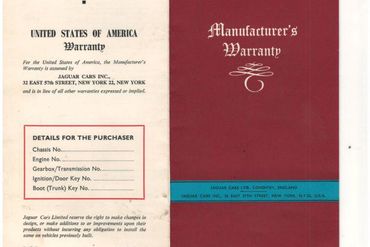 UNITED STATES OF AMERICA
Warranty
For the United States of America, the Manufacturer's
Warranty is assumed by
JAGUAR CARS INC.,
32 EAST 57th STREET, NEW YORK 22, NEW YORK
and is in lieu of all other warranties expressed or implied.
DETAILS FOR THE PURCHASER
Chassis No.
Engine No.
Gearbox/Transmission No.
Ignition/Door Key No.
Boot (Trunk) Key No.
Jaguar Cars Limited reserve the right to make changes in
design, or make additions to or improvements upon their
products without incurring any obligation to install the
same on vehicles previously built.
Manufacturer's
Warranty
JAGUAR CARS LTD. COVENTRY, ENGLAND
JAGUAR CARS INC., 32 EAST 57TH STREET, NEW YORK, N.Y 22, U.S.A.